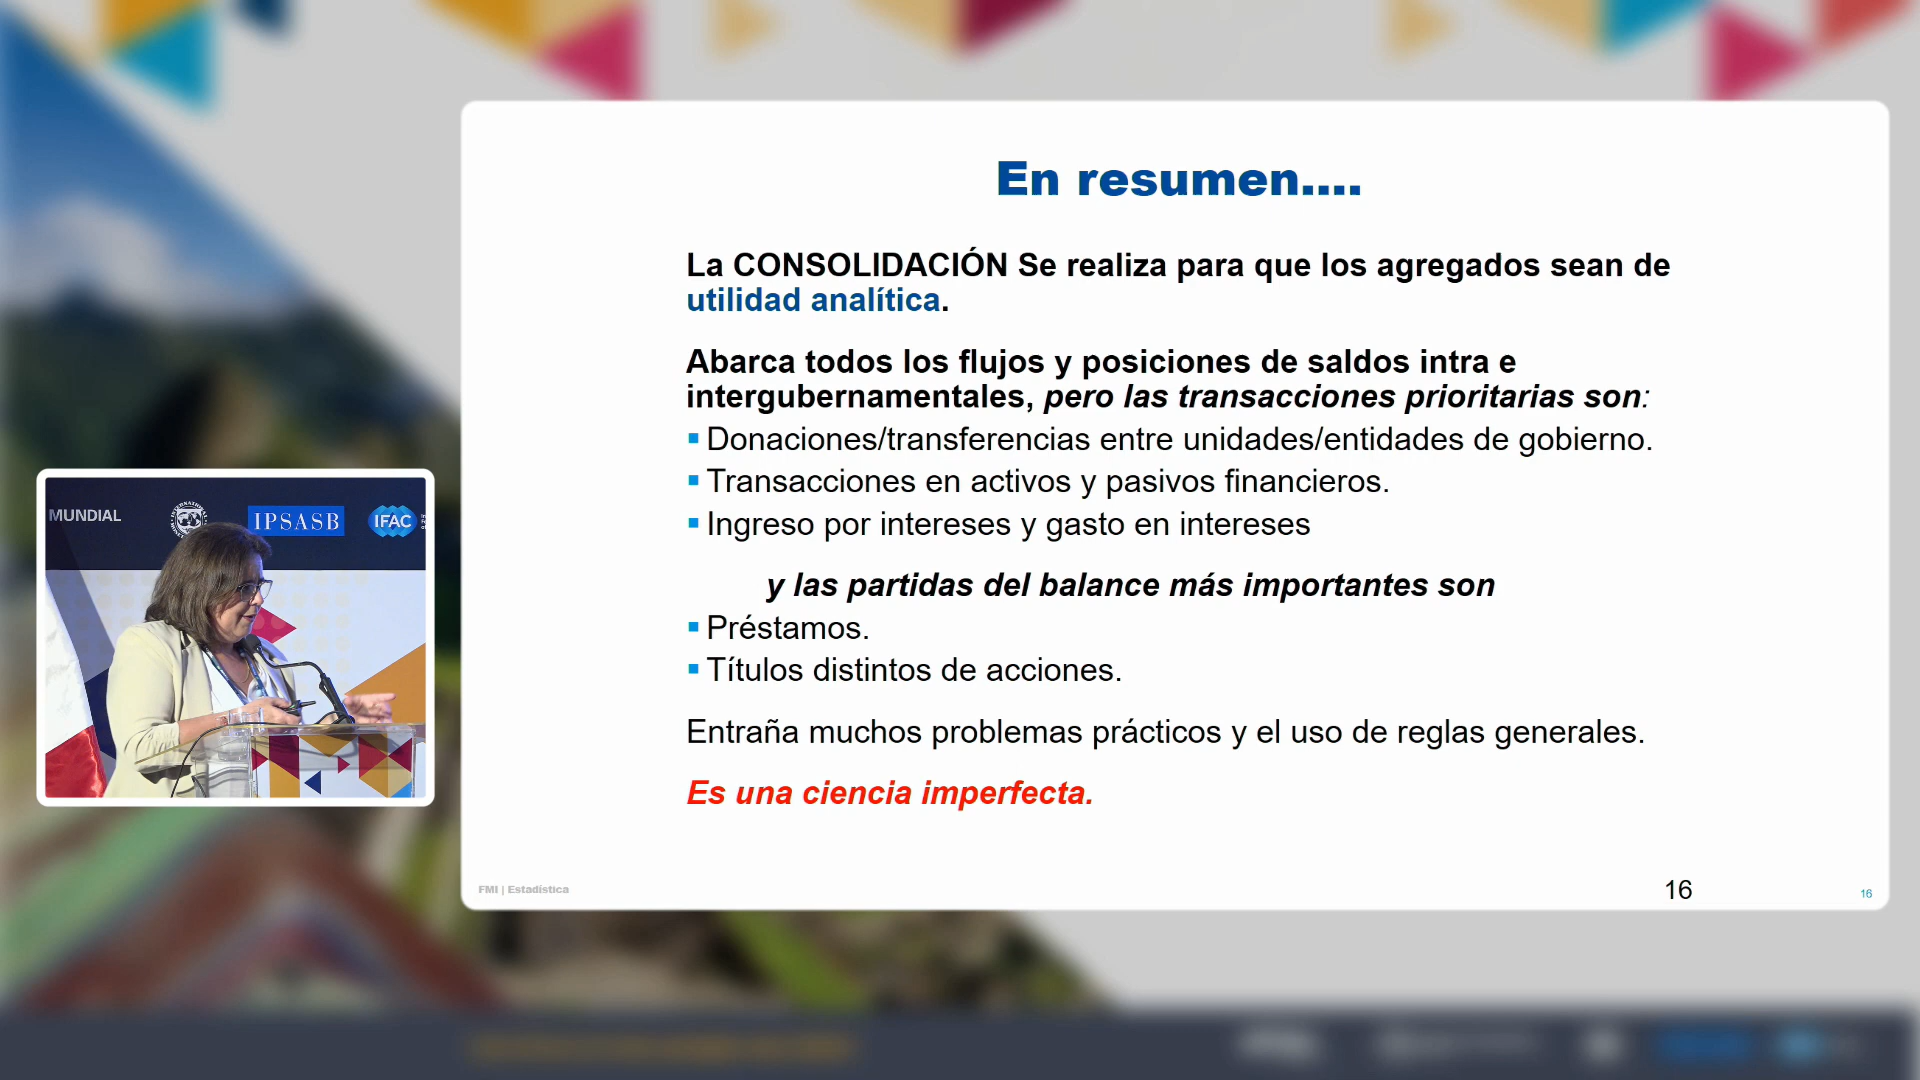 En resumen....
La CONSOLIDACIÓN Se realiza para que los agregados sean de
utilidad analítica.
Abarca todos los flujos y posiciones de saldos intra e
intergubernamentales, pero las transacciones prioritarias son:
Donaciones/transferencias entre unidades/entidades de gobierno.
Transacciones en activos y pasivos financieros.
Ingreso por intereses y gasto en intereses
y las partidas del balance más importantes son
Préstamos.
Títulos distintos de acciones.
Entraña muchos problemas prácticos y el uso de reglas generales.
Es una ciencia imperfecta.
FMI | Estadística
16
16
MUNDIAL
IPSASB
IFAC